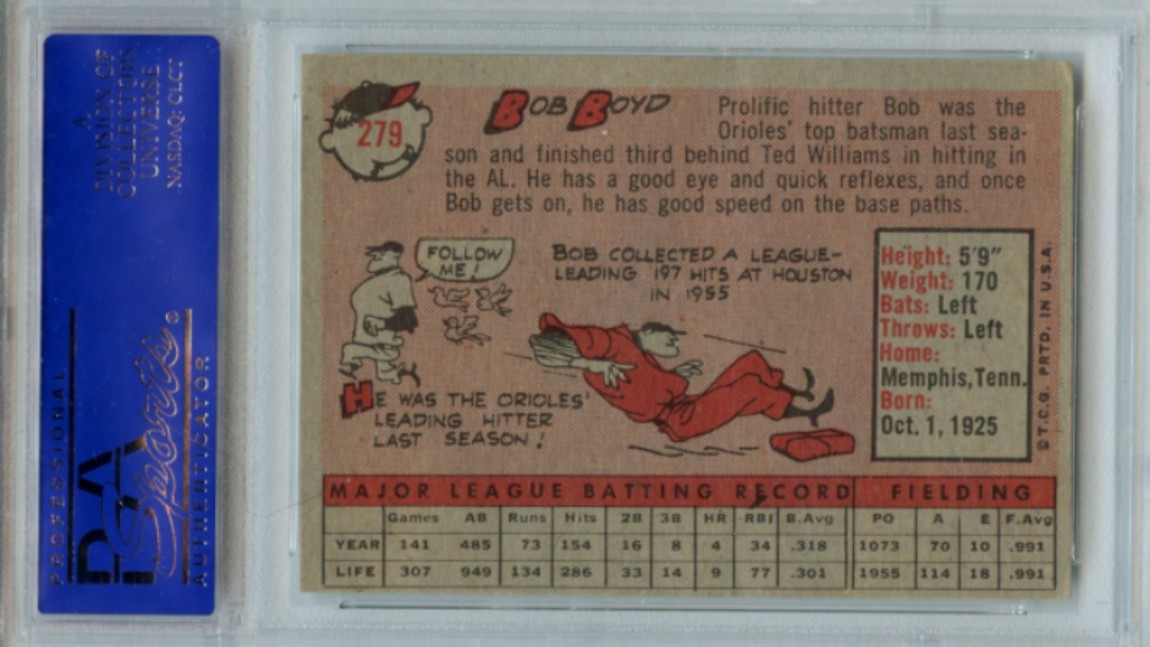 A
DIVISION OF
COLLECTORS
UNIVERSE
NASDAQ: CLCT
PROFESSIONAL
PSA
Sports
AUTHENTICATOR
279
BOB BOYD
Prolific hitter Bob was the
Orioles' top batsman last sea-
son and finished third behind Ted Williams in hitting in
the AL. He has a good eye and quick reflexes, and once
Bob gets on, he has good speed on the base paths.
FOLLOW
ME!
HE WAS THE ORIOLES'
LEADING HITTER
LAST SEASON!
BOB COLLECTED A LEAGUE-
LEADING 197 HITS AT HOUSTON
IN 1955
Height: 5'9"
Weight: 170
Bats: Left
Throws: Left
Home:
Memphis, Tenn.
Born:
Oct. 1, 1925
© T.C.G. PRTD. IN U.S.A.
MAJOR LEAGUE BATTING RECORD FIELDING
Games AB Runs Hits 2B 3B HR RBI B.Avg PO A E F.Avg
YEAR 141 485 73 154 16 8 4 34 .318 1073 70 10 .991
LIFE 307 949 134 286 33 14 9 77 .301 1955 114 18 .991